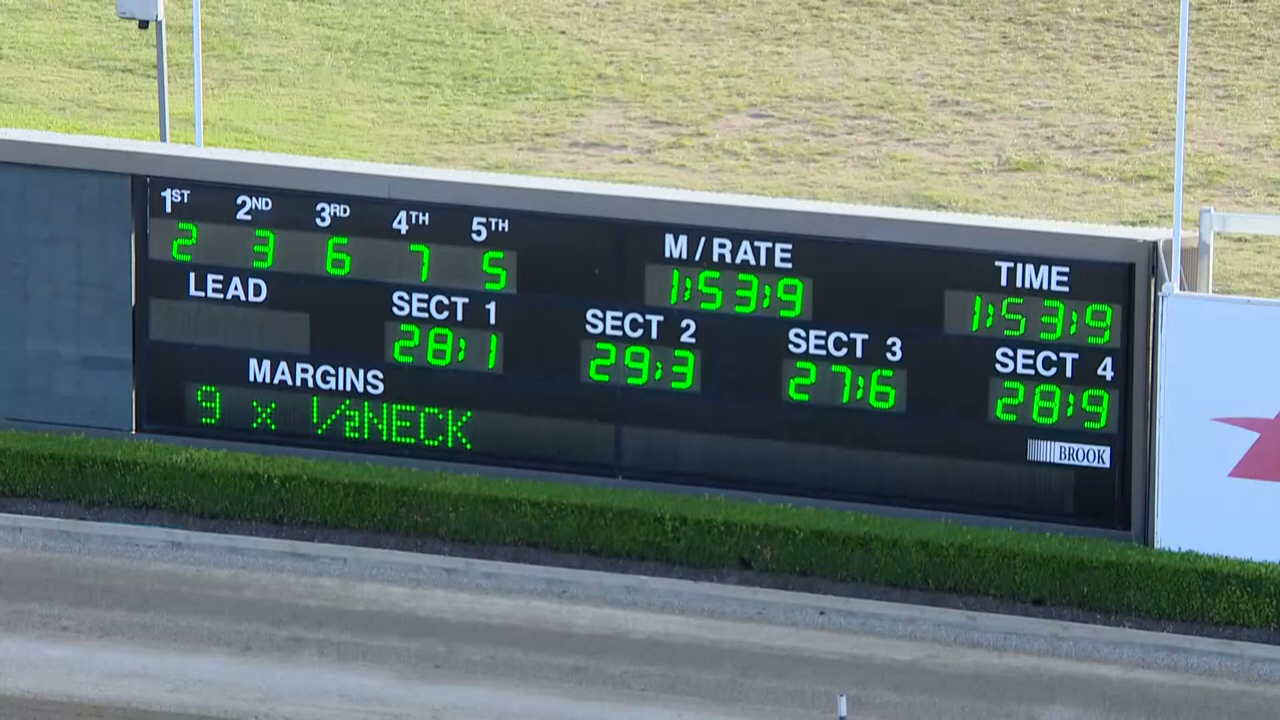 1ST 2ND 3RD 4TH 5TH
2 3 6 7 5
M/RATE
1:53:9
TIME
1:53:9
LEAD
SECT 1
28:1
SECT 2
29:3
SECT 3
27:6
SECT 4
28:9
MARGINS
9 x 1/2NECK
BROOK